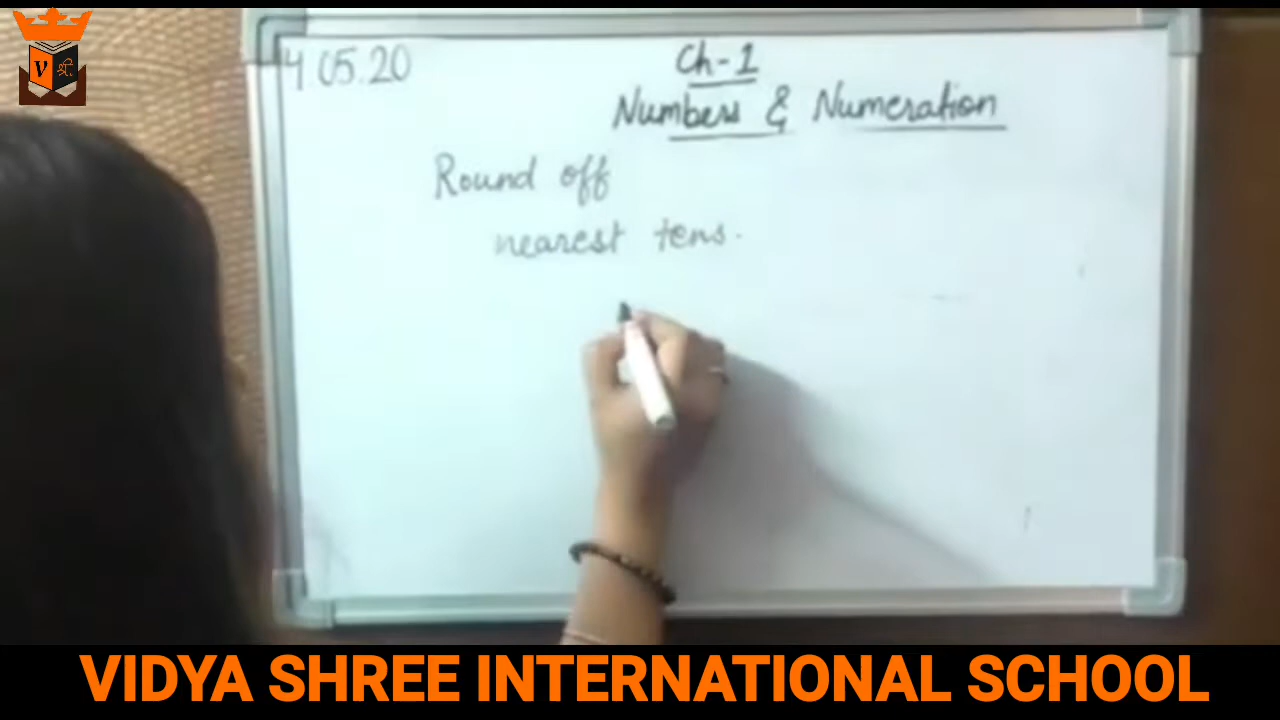 V श्री.
4.05.20
Ch-1
Numbers & Numeration
Round off
nearest tens.
VIDYA SHREE INTERNATIONAL SCHOOL